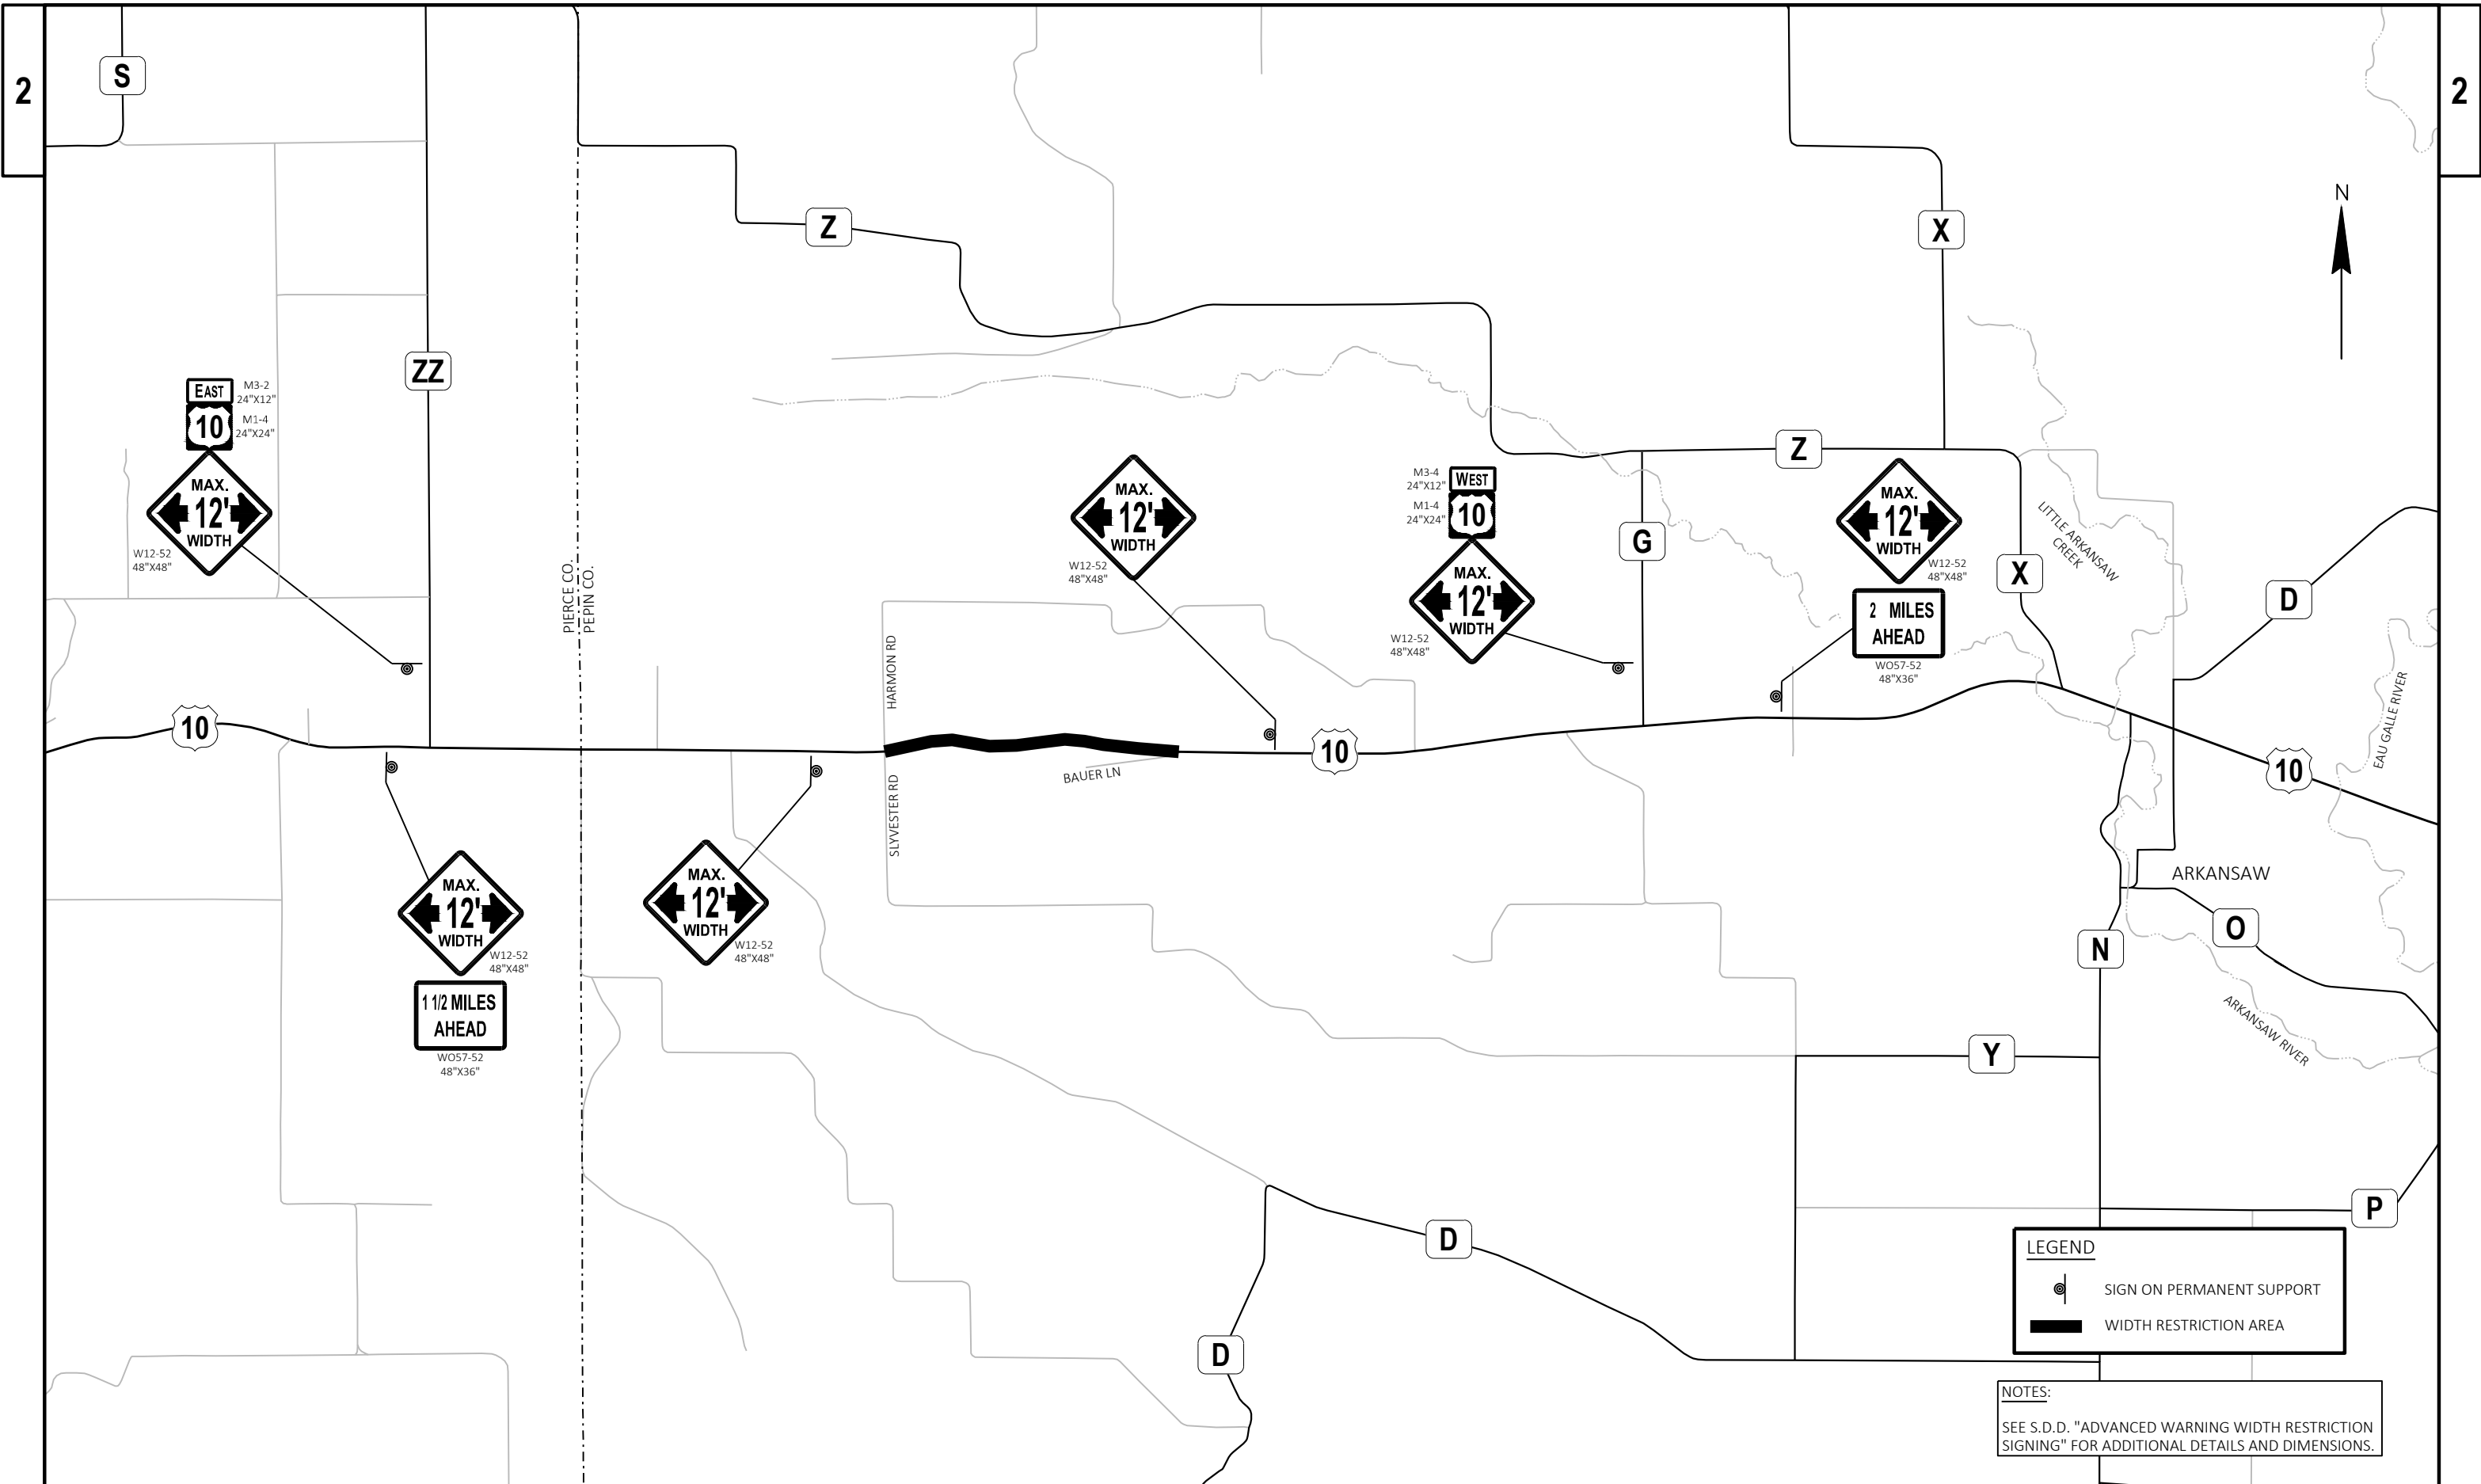 2
2
S
N
Z
X
ZZ
EAST
10
M3-2
24"X12"
M1-4
24"X24"
MAX.
12'
WIDTH
W12-52
48"X48"
MAX.
12'
WIDTH
W12-52
48"X48"
M3-4
24"X12"
M1-4
24"X24"
WEST
10
MAX.
12'
WIDTH
W12-52
48"X48"
Z
G
MAX.
12'
WIDTH
W12-52
48"X48"
2 MILES
AHEAD
WO57-52
48"X36"
X
LITTLE ARKANSAW
CREEK
D
PIERCE CO.
PEPIN CO.
HARMON RD
SLYVESTER RD
BAUER LN
10
10
10
EAU GALLE RIVER
MAX.
12'
WIDTH
W12-52
48"X48"
1 1/2 MILES
AHEAD
WO57-52
48"X36"
MAX.
12'
WIDTH
W12-52
48"X48"
ARKANSAW
O
N
ARKANSAW RIVER
Y
P
D
D
LEGEND
SIGN ON PERMANENT SUPPORT
WIDTH RESTRICTION AREA
NOTES:
SEE S.D.D. "ADVANCED WARNING WIDTH RESTRICTION
SIGNING" FOR ADDITIONAL DETAILS AND DIMENSIONS.